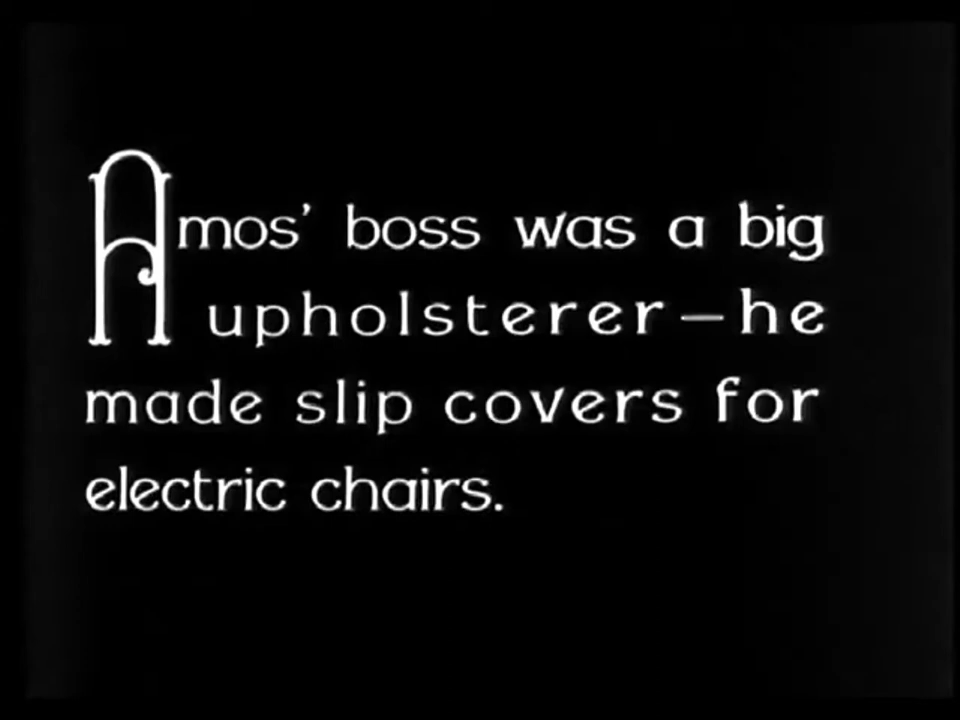 Amos’ boss was a big
upholsterer—he
made slip covers for
electric chairs.